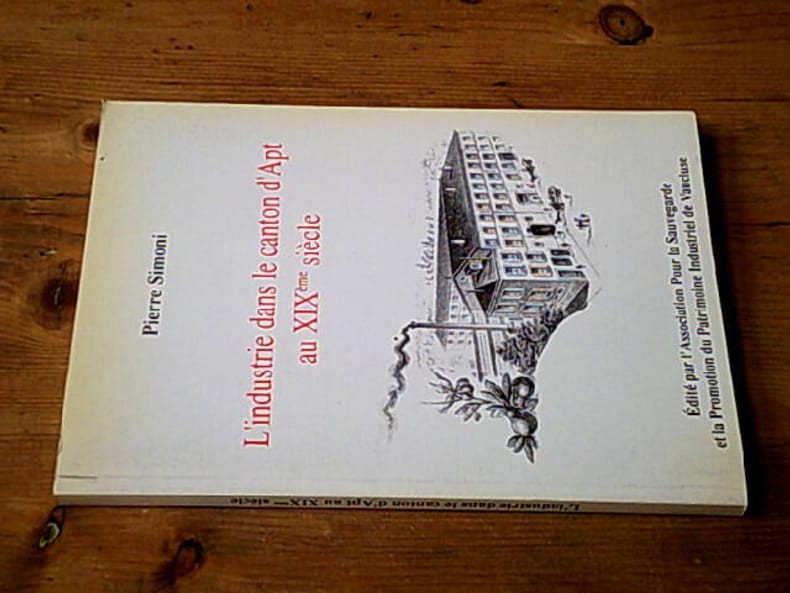 Pierre Simoni
L'industrie dans le canton d'Apt
au XIXème siècle
Édité par l'Association Pour la Sauvegarde
et la Promotion du Patrimoine Industriel de Vaucluse
L'industrie dans le canton d'Apt au XIXème siècle